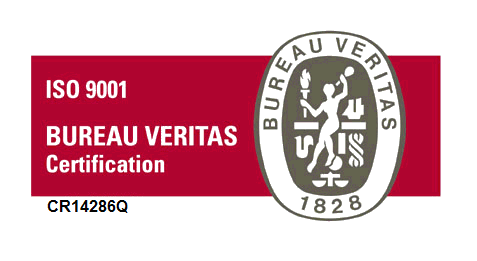 ISO 9001
BUREAU VERITAS
Certification
CR14286Q
BUREAU VERITAS
1828